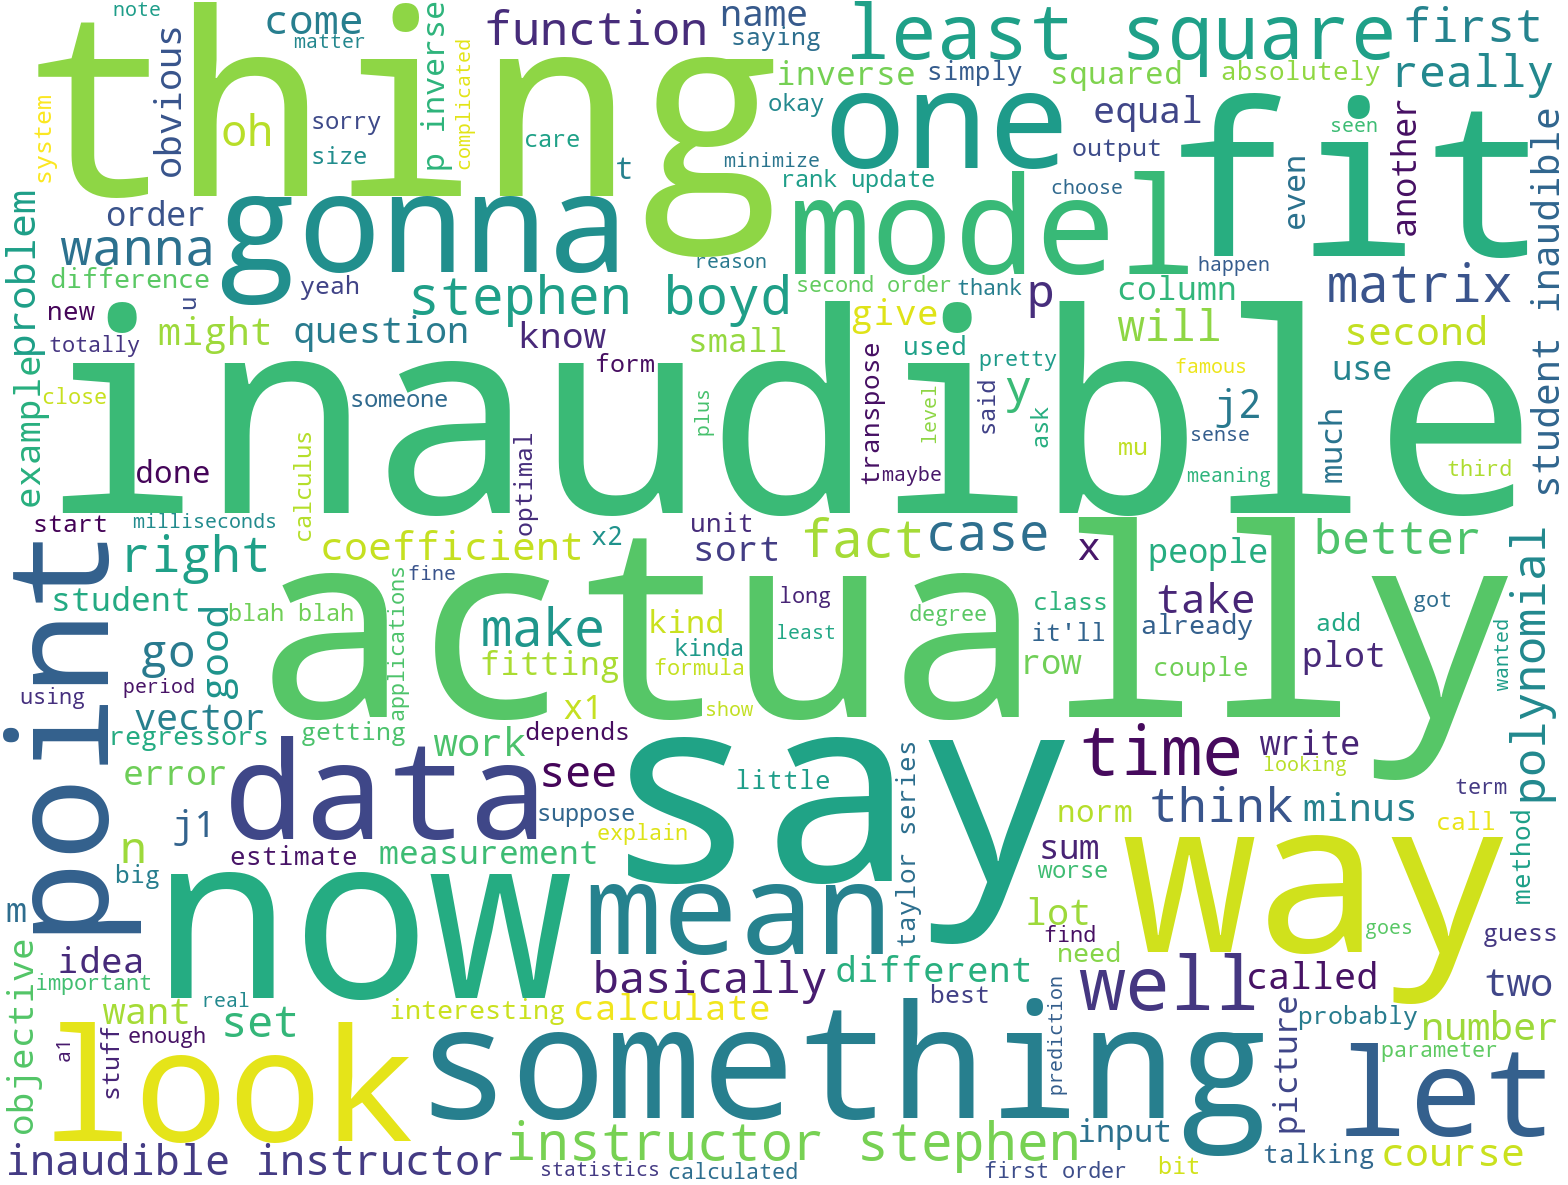 note
come
matter
thing
obvious
system
oh
sorry
size
p inverse
complicated
function
name
saying
least square
first
inverse
simply
squared
absolutely
really
okay
one
equal
fit
seen
another
care
t
minimize
output
rank update
choose
even
student inaudible
order
wanna
gonna
model
difference
yeah
reason
second order
thank
happen
problem
new
u
stephen boyd
p
column
matrix
totally
might
question
know
small
give
will
second
example
close
inaudible
form
someone
used
pretty
famous
use
y
j2
transpose
said
level
ask
plus
mu
sense
much
maybe
meaning
third
done
calculus
optimal
start
milliseconds
unit
x2
right
coefficient
sort
fact
case
x
people
better
point
actually
fine
student
blah blah
applications
long
degree
class
take
got
good
make
kind
least
it'll
already
add
polynomial
go
kinda
fitting
formula
row
couple
plot
wanted
using
period
vector
x1
show
regressors
getting
work
depends
time
write
error
data
see
say
little
taylor series
looking
norm
think
minus
term
j1
suppose
explain
call
n
estimate
measurement
sum
way
method
big
now
mean
worse
m
lot
find
need
goes
guess
idea
basically
different
well
called
two
objective
important
want
real
set
interesting
calculate
best
prediction
picture
probably
number
a1
stuff
enough
look
something
parameter
let
inaudible instructor
instructor stephen
input
talking
course
statistics
calculated
first order
bit